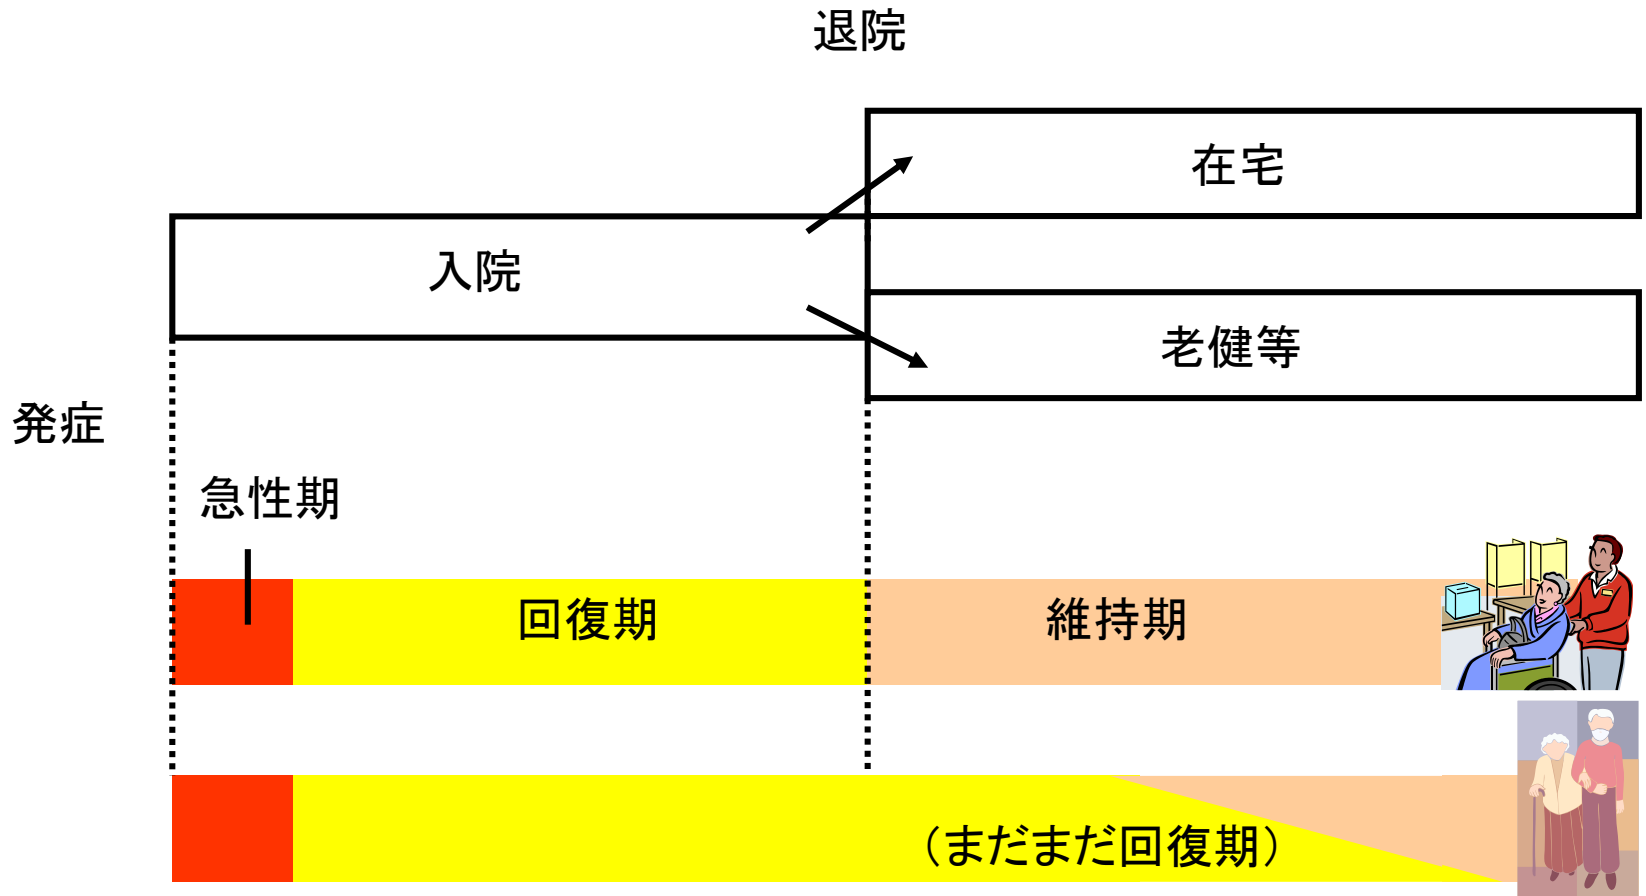 退院
在宅
入院
老健等
発症
急性期
回復期
維持期
（まだまだ回復期）